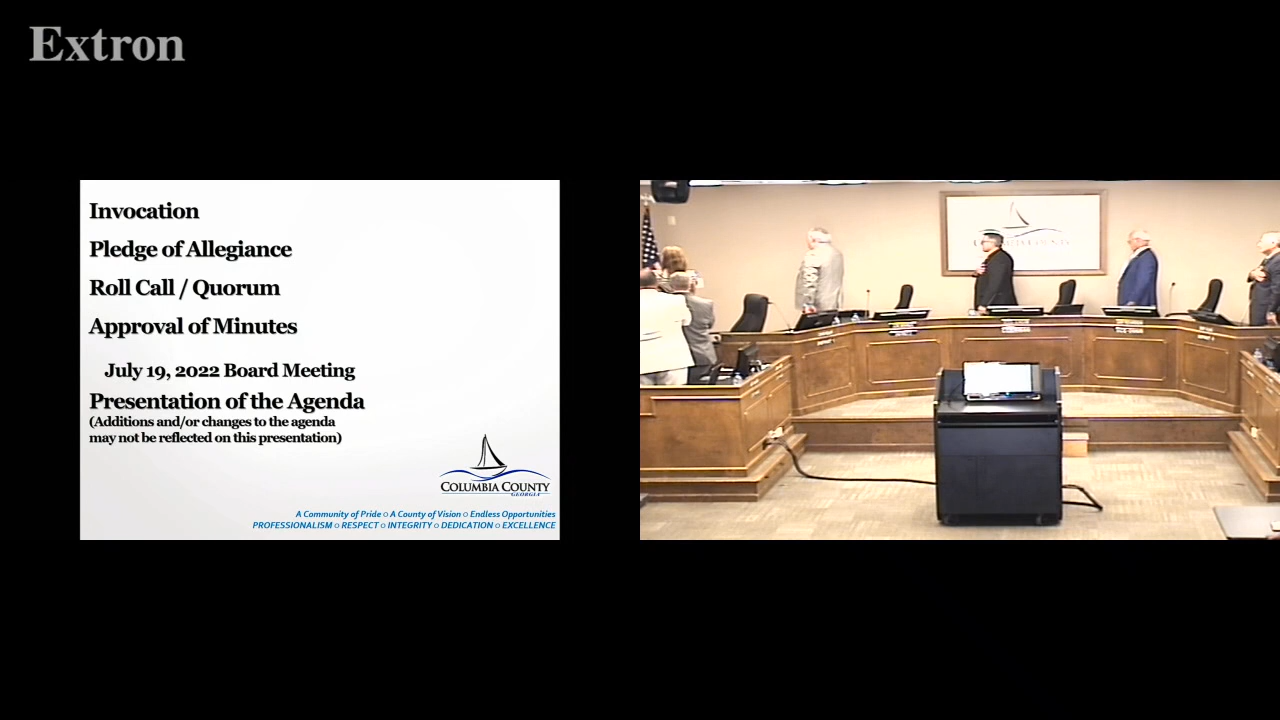 Extron
Invocation
Pledge of Allegiance
Roll Call / Quorum
Approval of Minutes
July 19, 2022 Board Meeting
Presentation of the Agenda
(Additions and/or changes to the agenda
may not be reflected on this presentation)
COLUMBIA COUNTY
GEORGIA
A Community of Pride ○ A County of Vision ○ Endless Opportunities
PROFESSIONALISM ○ RESPECT ○ INTEGRITY ○ DEDICATION ○ EXCELLENCE